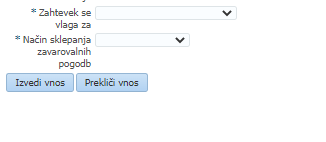 * Zahtevek se
vlaga za
* Način sklepanja
zavarovalnih
pogodb
Izvedi vnos Prekliči vnos